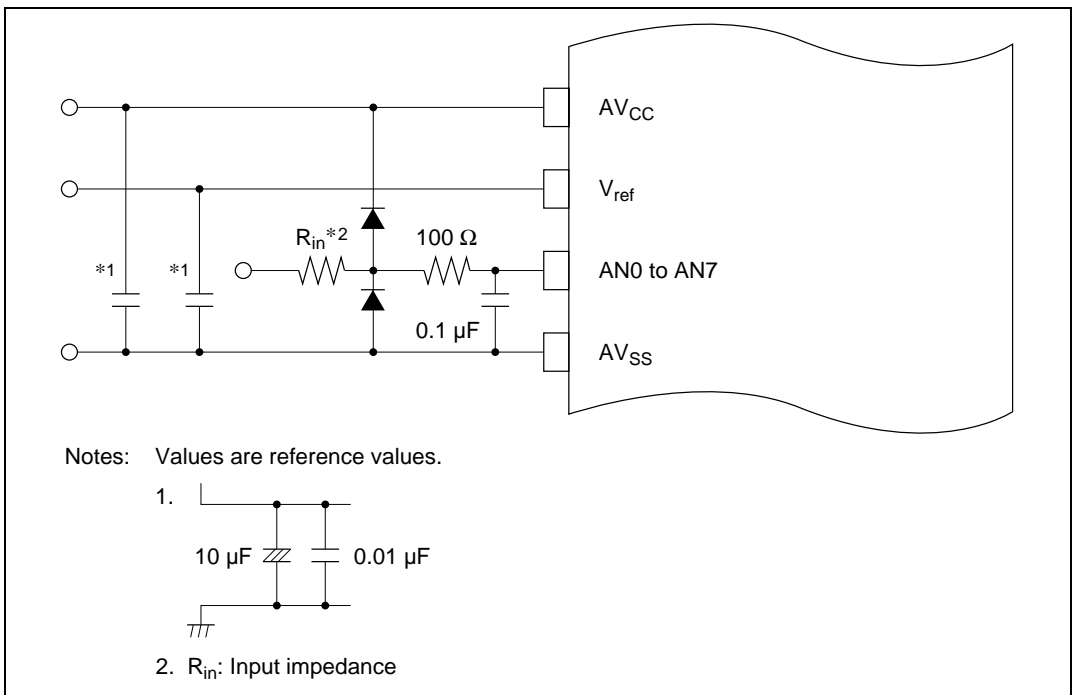 AVCC
Vref
Rin*2
100 Ω
*1
*1
AN0 to AN7
0.1 µF
AVSS
Notes: Values are reference values.
1.
10 µF
0.01 µF
2. Rin: Input impedance